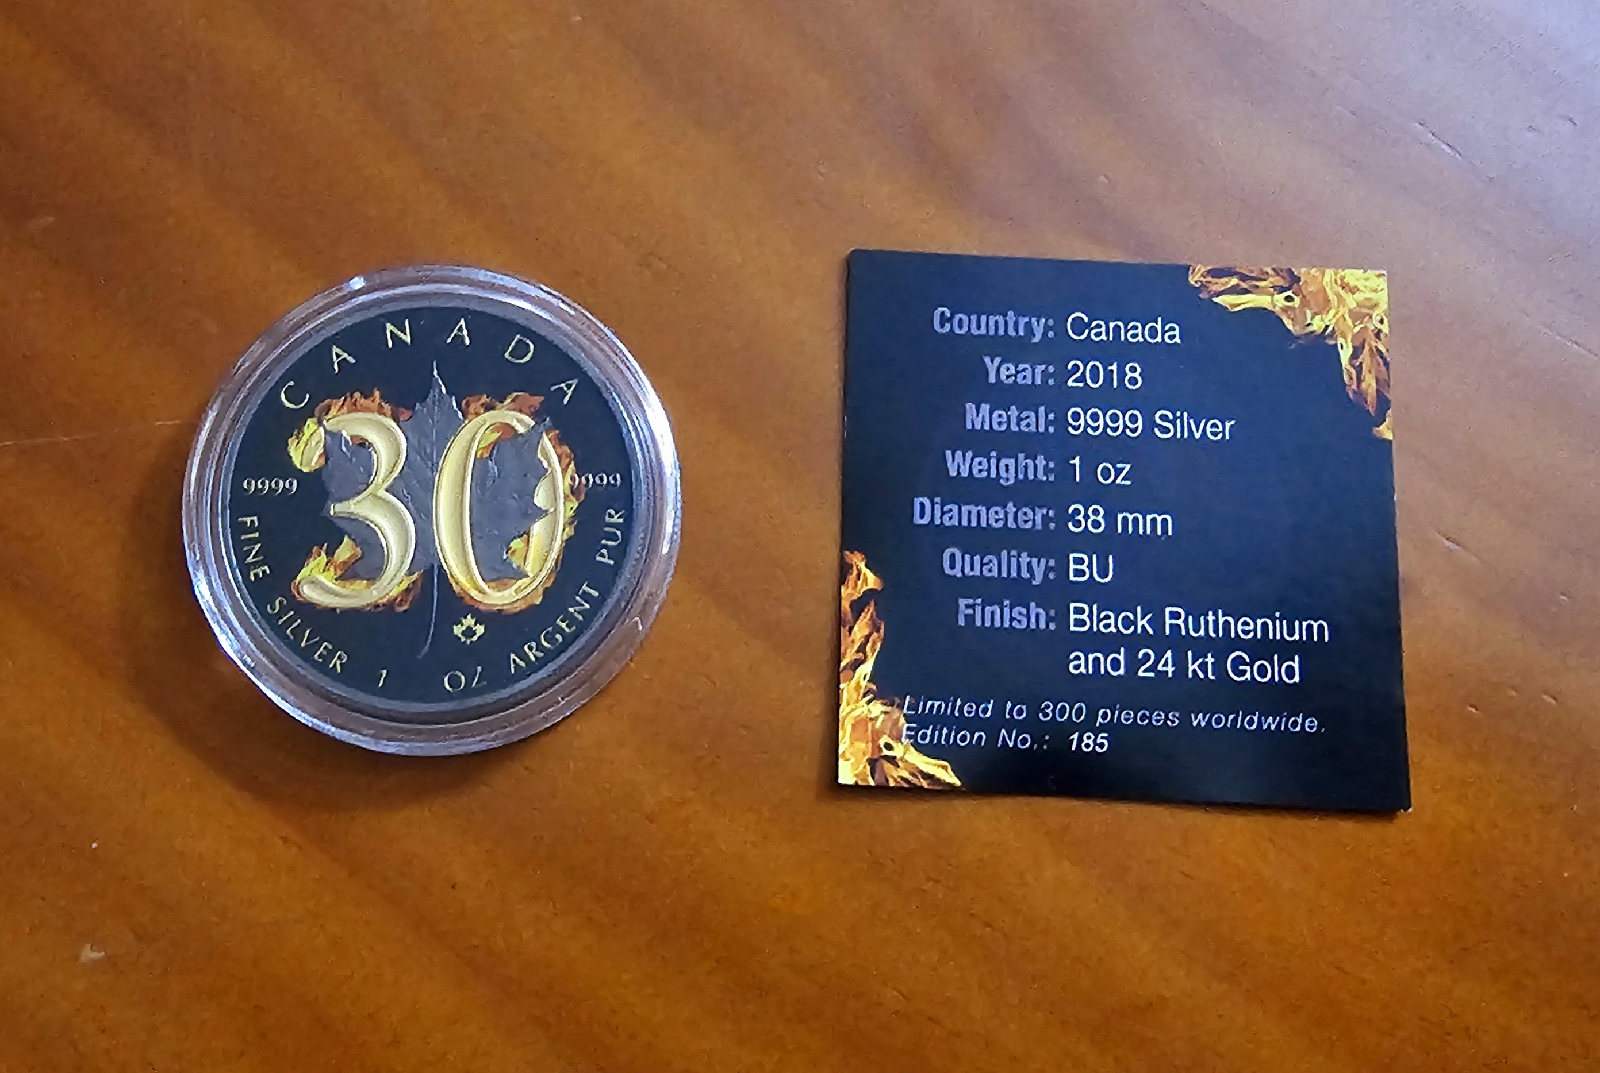 CANADA
30
9999 9999
FINE SILVER 1 OZ ARGENT PUR
Country: Canada
Year: 2018
Metal: 9999 Silver
Weight: 1 oz
Diameter: 38 mm
Quality: BU
Finish: Black Ruthenium
and 24 kt Gold
Limited to 300 pieces worldwide.
Edition No.: 185